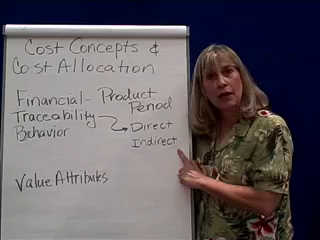 Cost Concepts &
Cost Allocation
Financial - Product
Period
Traceability
Direct
Behavior
Indirect
Value Attributes